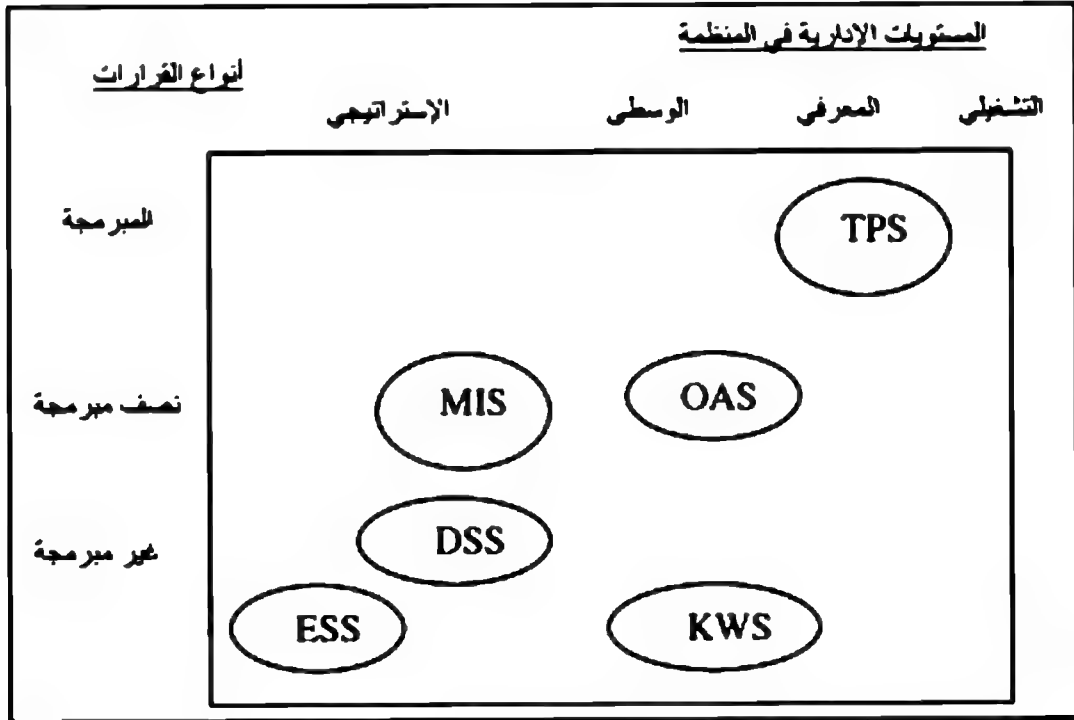 المستويات الإدارية في المنظمة
أنواع القرارات
التشغيلي المعرفي الوسطى الإستراتيجي
المبرمجة
TPS
نصف مبرمجة
OAS MIS
غير مبرمجة
DSS
KWS ESS